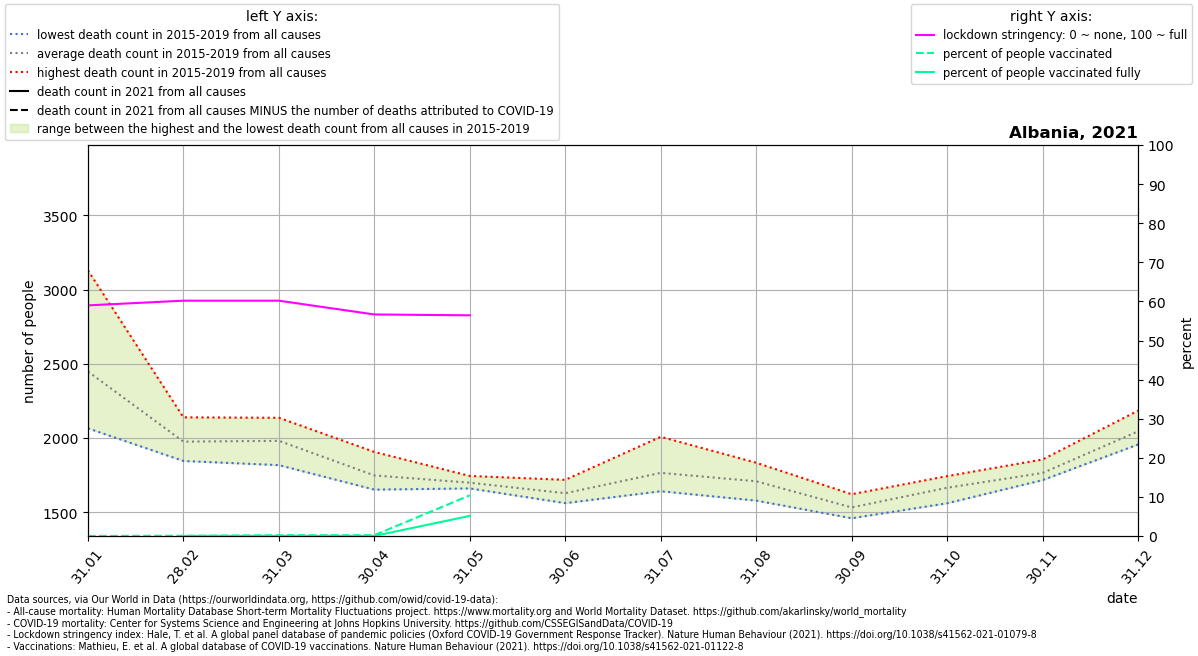 left Y axis:
lowest death count in 2015-2019 from all causes
average death count in 2015-2019 from all causes
highest death count in 2015-2019 from all causes
death count in 2021 from all causes
death count in 2021 from all causes MINUS the number of deaths attributed to COVID-19
range between the highest and the lowest death count from all causes in 2015-2019
right Y axis:
lockdown stringency: 0 ~ none, 100 ~ full
percent of people vaccinated
percent of people vaccinated fully
Albania, 2021
number of people
3500
3000
2500
2000
1500
100
90
80
70
60
50
40
30
20
10
0
percent
31.01
28.02
31.03
30.04
31.05
30.06
31.07
31.08
30.09
31.10
30.11
31.12
date
Data sources, via Our World in Data (https://ourworldindata.org, https://github.com/owid/covid-19-data):
- All-cause mortality: Human Mortality Database Short-term Mortality Fluctuations project. https://www.mortality.org and World Mortality Dataset. https://github.com/akarlinsky/world_mortality
- COVID-19 mortality: Center for Systems Science and Engineering at Johns Hopkins University. https://github.com/CSSEGISandData/COVID-19
- Lockdown stringency index: Hale, T. et al. A global panel database of pandemic policies (Oxford COVID-19 Government Response Tracker). Nature Human Behaviour (2021). https://doi.org/10.1038/s41562-021-01079-8
- Vaccinations: Mathieu, E. et al. A global database of COVID-19 vaccinations. Nature Human Behaviour (2021). https://doi.org/10.1038/s41562-021-01122-8